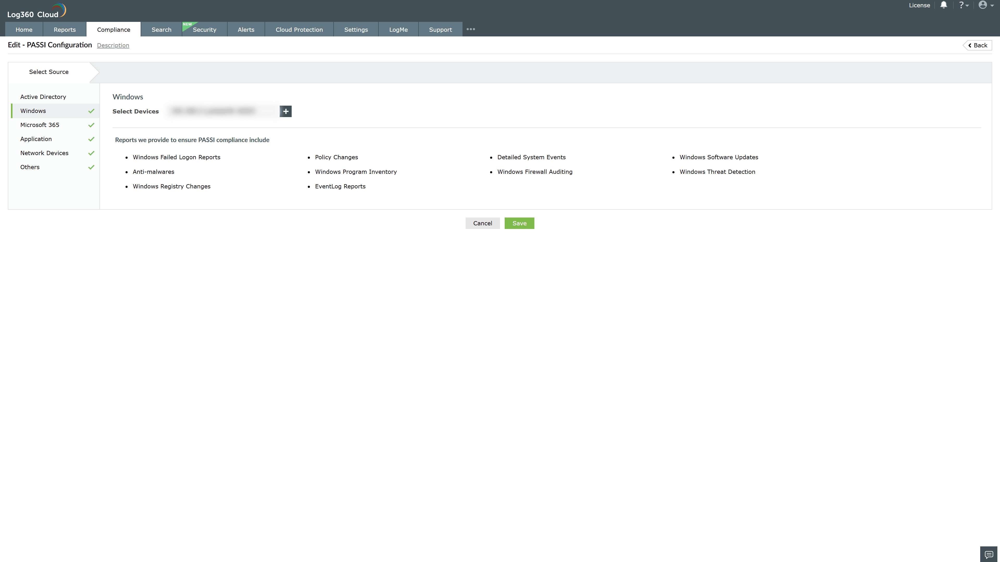 Log360 Cloud
License
?
Home Reports Compliance Search NEW Security Alerts Cloud Protection Settings LogMe Support
Edit - PASSI Configuration Description
Back
Select Source
Active Directory
Windows
Microsoft 365
Application
Network Devices
Others
Windows
Select Devices
Reports we provide to ensure PASSI compliance include
Windows Failed Logon Reports Policy Changes Detailed System Events Windows Software Updates
Anti-malwares Windows Program Inventory Windows Firewall Auditing Windows Threat Detection
Windows Registry Changes EventLog Reports
Cancel Save